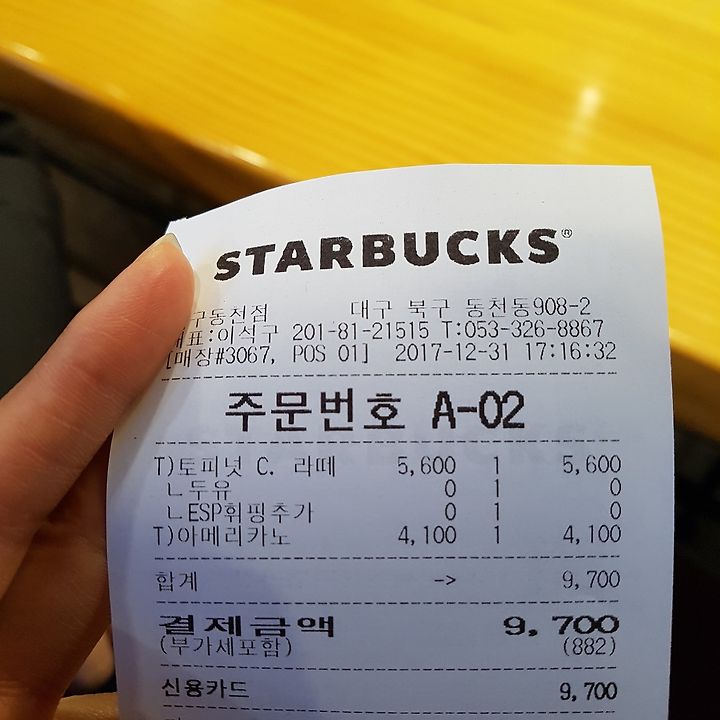 STARBUCKS®
구동천점 대구 북구 동천동908-2
대표:이석구 201-81-21515 T:053-326-8867
[매장#3067, POS 01] 2017-12-31 17:16:32
주문번호 A-02
T)토피넛 C. 라떼 5,600 1 5,600
ㄴ두유 0 1 0
ㄴESP휘핑추가 0 1 0
T)아메리카노 4,100 1 4,100
합계 -> 9,700
결제금액 9,700
(부가세포함) (882)
신용카드 9,700